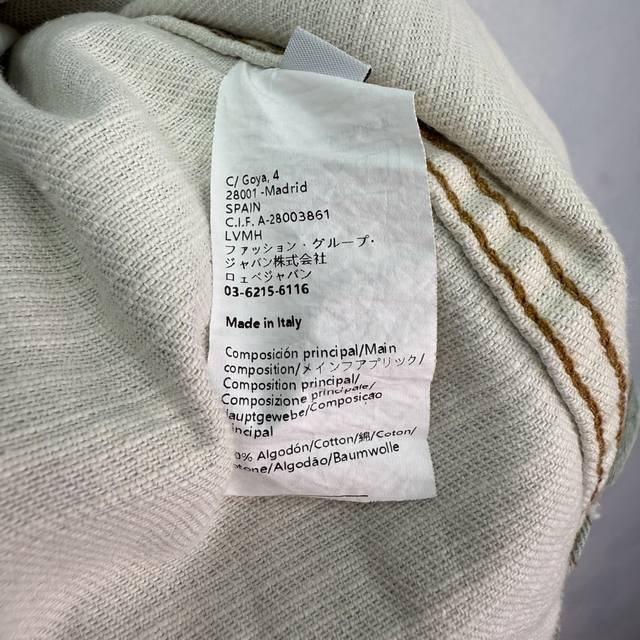 C/ Goya, 4
28001-Madrid
SPAIN
C.I.F. A-28003861
LVMH
ファッション・グループ・
ジャパン株式会社
ロエベジャパン
03-6215-6116
Made in Italy
Composición principal/Main
composition/メインファブリック/
Composition principal/
Composizione principale/
Hauptgewebe/Composicao
principal
0% Algodón/Cotton/綿/Coton/
tone/Algodão/Baumwolle